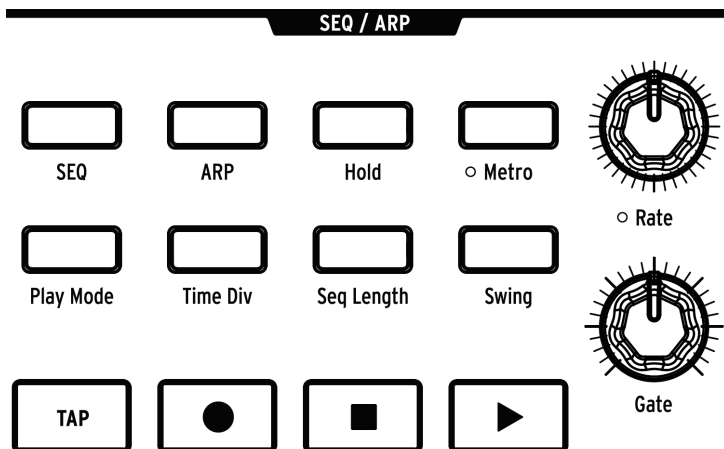 SEQ / ARP
SEQ
ARP
Hold
Metro
Rate
Play Mode
Time Div
Seq Length
Swing
Gate
TAP